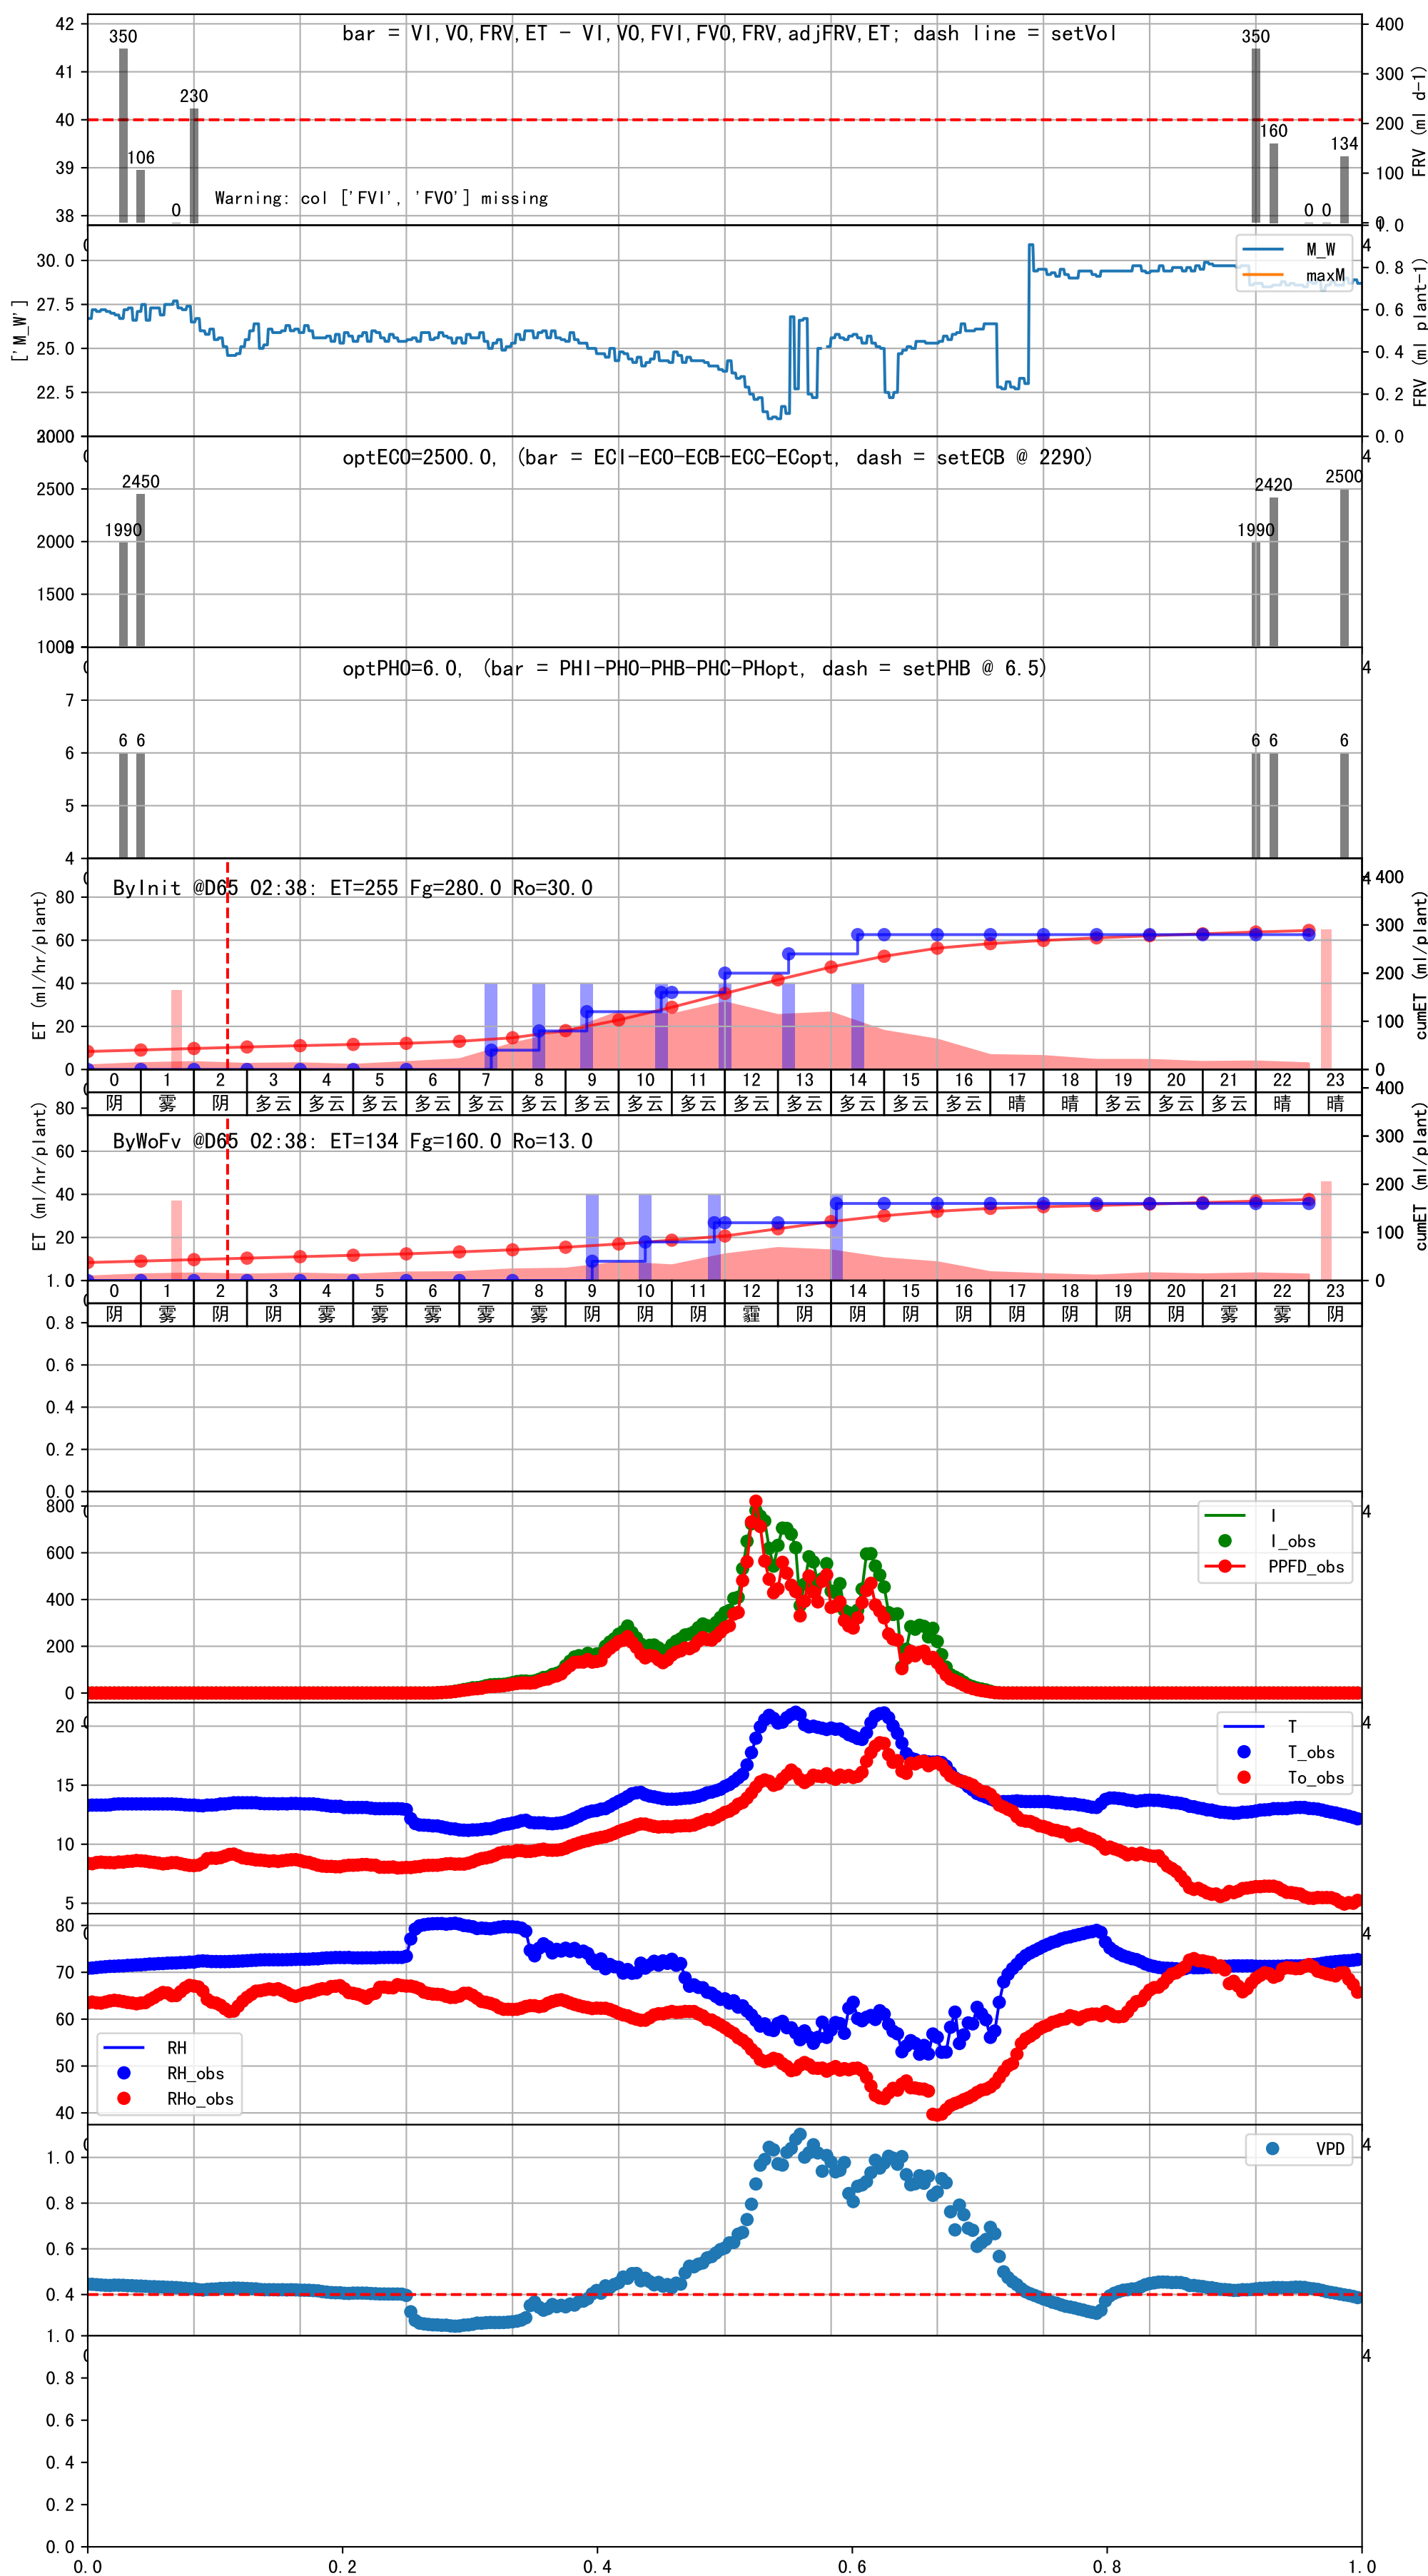 bar = VI,VO,FRV,ET - VI,VO,FVI,FVO,FRV,adjFRV,ET; dash line = setVol
42 41 40 39 38
350 106 0 230 350 160 0 0 134
Warning: col ['FVI', 'FVO'] missing
400 300 200 100 0
FRV (ml d-1)
['M_W']
30.0 27.5 25.0 22.5
M_W
maxM
1.0 0.8 0.6 0.4 0.2 0.0
FRV (ml plant-1)
optECO=2500.0, (bar = ECI-ECO-ECB-ECC-ECopt, dash = setECB @ 2290)
3000 2500 2000 1500 1000
1990 2450 1990 2420 2500
optPHO=6.0, (bar = PHI-PHO-PHB-PHC-PHopt, dash = setPHB @ 6.5)
7 6 5 4
6 6 6 6 6
ByInit @D65 02:38: ET=255 Fg=280.0 Ro=30.0
ET (ml/hr/plant)
80 60 40 20 0
400 300 200 100 0
cumET (ml/plant)
0 1 2 3 4 5 6 7 8 9 10 11 12 13 14 15 16 17 18 19 20 21 22 23
阴 雾 阴 多云 多云 多云 多云 多云 多云 多云 多云 多云 多云 多云 多云 多云 多云 晴 晴 多云 多云 多云 晴 晴
ByWoFv @D65 02:38: ET=134 Fg=160.0 Ro=13.0
ET (ml/hr/plant)
80 60 40 20
400 300 200 100 0
cumET (ml/plant)
0 1 2 3 4 5 6 7 8 9 10 11 12 13 14 15 16 17 18 19 20 21 22 23
阴 雾 阴 阴 雾 雾 雾 雾 雾 阴 阴 阴 霾 阴 阴 阴 阴 阴 阴 阴 阴 雾 雾 阴
1.0 0.8 0.6 0.4 0.2 0.0
800 600 400 200 0
I
I_obs
PPFD_obs
20 15 10 5
T
T_obs
To_obs
80 70 60 50 40
RH
RH_obs
RHo_obs
1.0 0.8 0.6 0.4
VPD
1.0 0.8 0.6 0.4 0.2 0.0
0.0 0.2 0.4 0.6 0.8 1.0